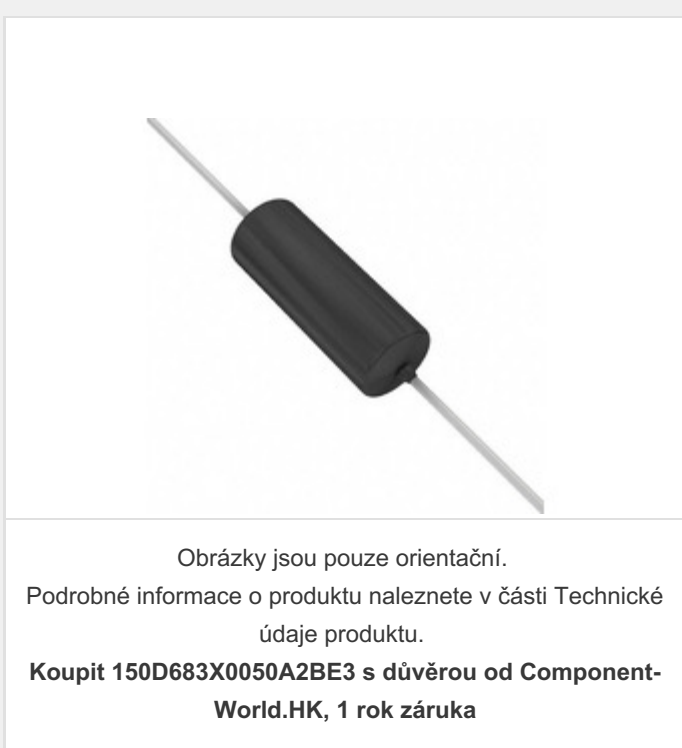 Obrázky jsou pouze orientační.
Podrobné informace o produktu naleznete v části Technické
údaje produktu.
Koupit 150D683X0050A2BE3 s důvěrou od Component-
World.HK, 1 rok záruka